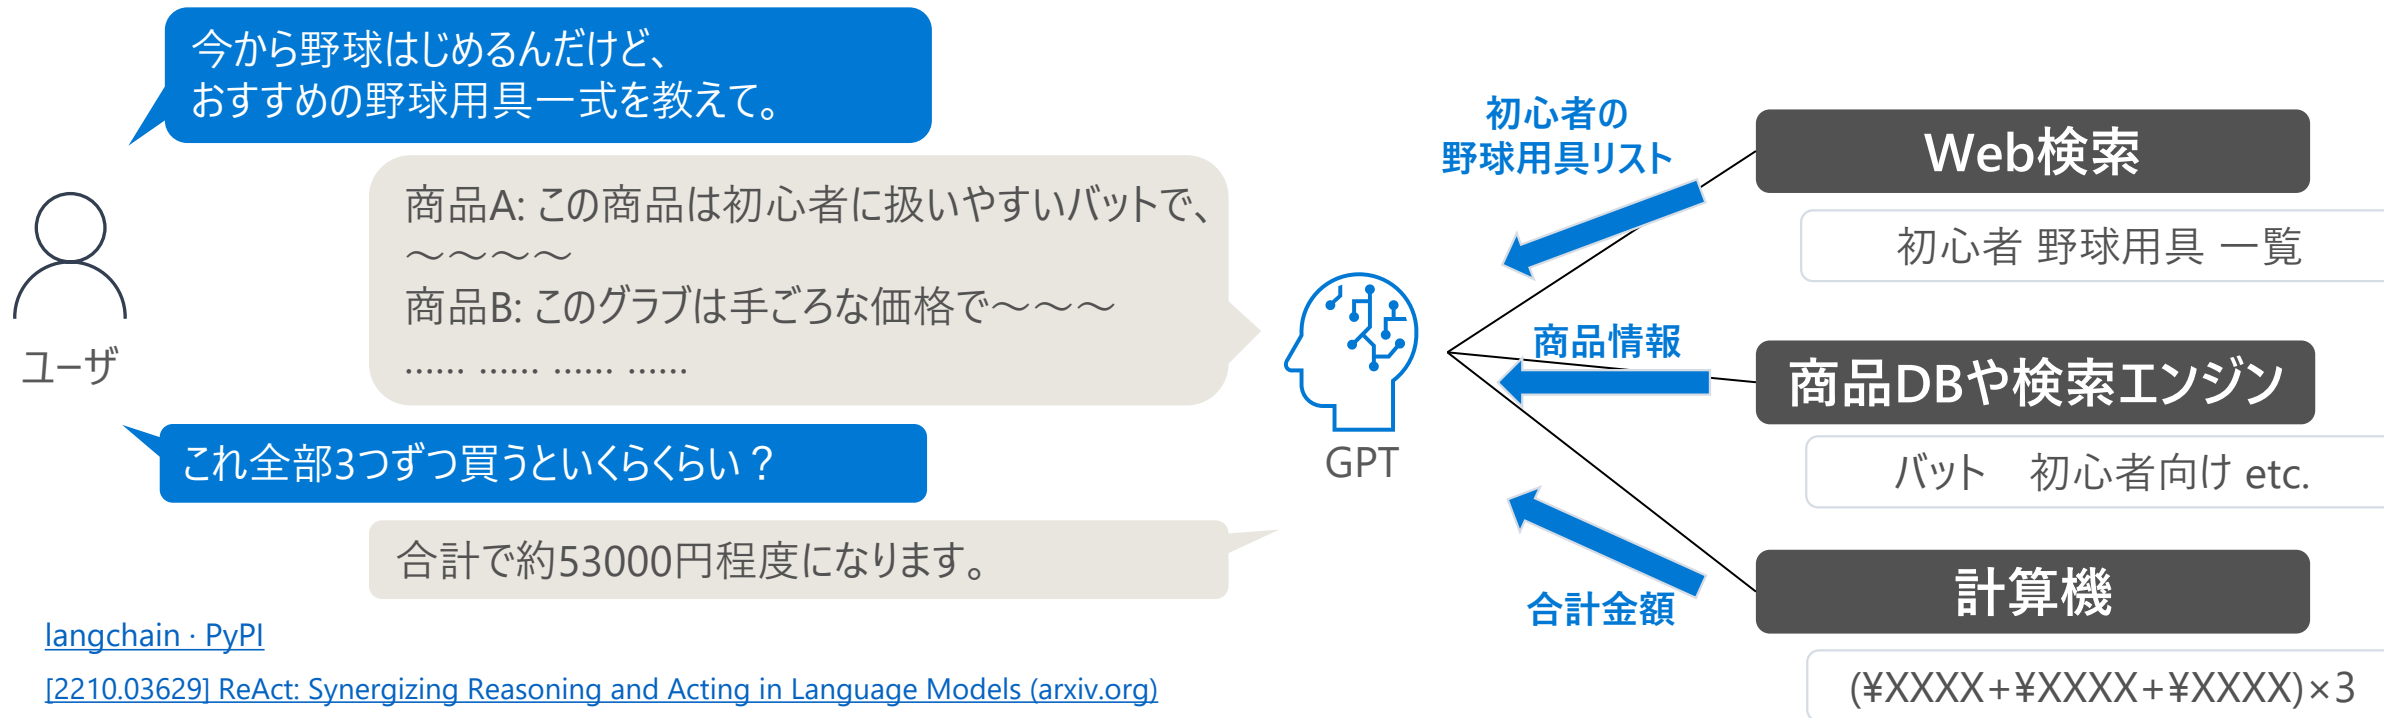 今から野球はじめるんだけど、
おすすめの野球用具一式を教えて。
商品A: この商品は初心者に扱いやすいバットで、
～～～～
商品B: このグラブは手ごろな価格で～～～
...... ...... ...... ......
ユーザ
これ全部3つずつ買うといくらくらい？
合計で約53000円程度になります。
GPT
初心者の
野球用具リスト
Web検索
初心者 野球用具 一覧
商品情報
商品DBや検索エンジン
バット　初心者向け etc.
合計金額
計算機
(¥XXXX+¥XXXX+¥XXXX)×3
langchain · PyPI
[2210.03629] ReAct: Synergizing Reasoning and Acting in Language Models (arxiv.org)